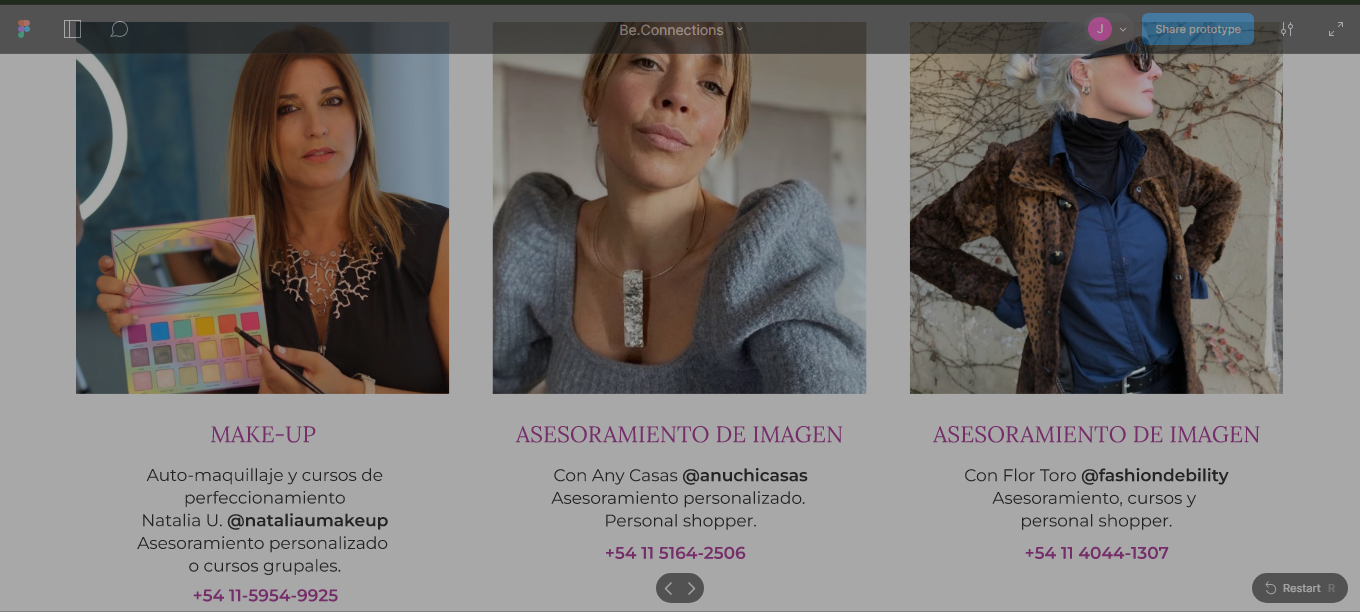 Be.Connections
J
Share prototype
MAKE-UP
Auto-maquillaje y cursos de
perfeccionamiento
Natalia U. @nataliaumakeup
Asesoramiento personalizado
o cursos grupales.
+54 11-5954-9925
ASESORAMIENTO DE IMAGEN
Con Any Casas @anuchicasas
Asesoramiento personalizado.
Personal shopper.
+54 11 5164-2506
ASESORAMIENTO DE IMAGEN
Con Flor Toro @fashiondebility
Asesoramiento, cursos y
personal shopper.
+54 11 4044-1307
Restart R